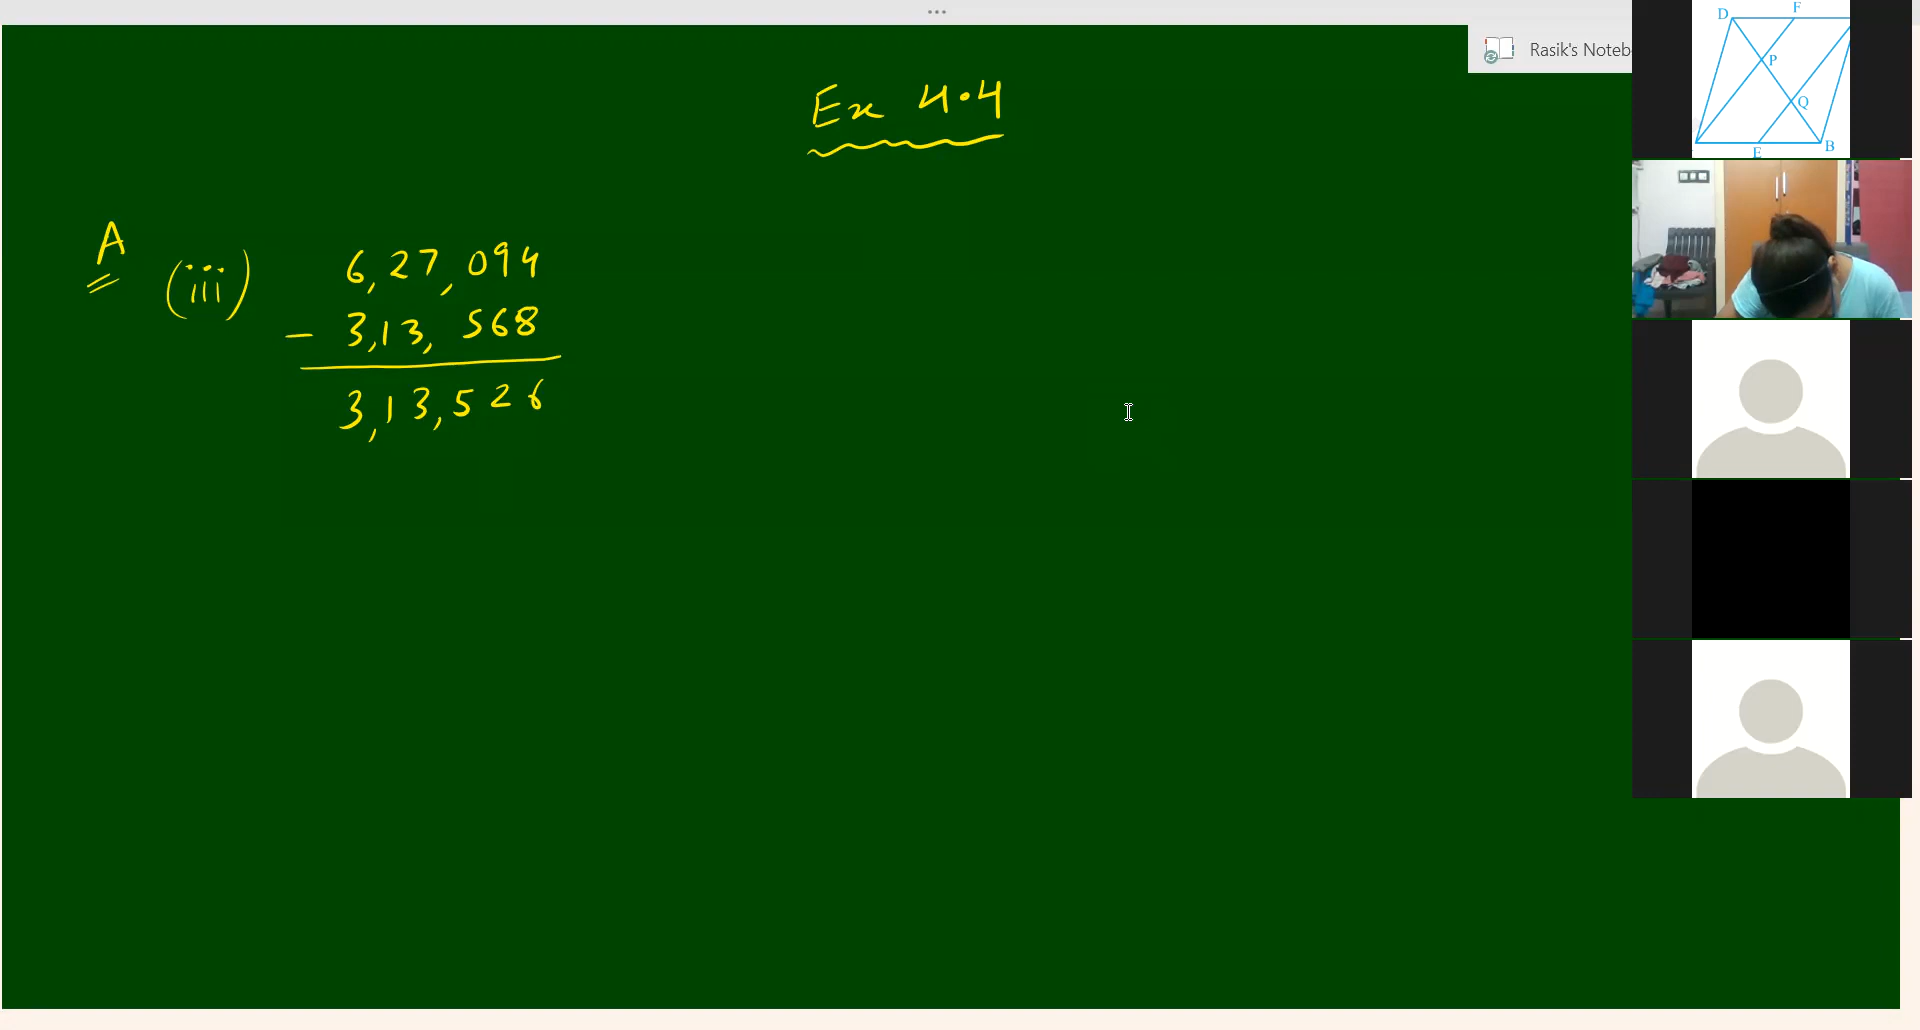 Rasik's Noteb
Ex 4.4
A
(iii) 6,27,094
- 3,13,568
3,13,526
D F
P
Q
E B